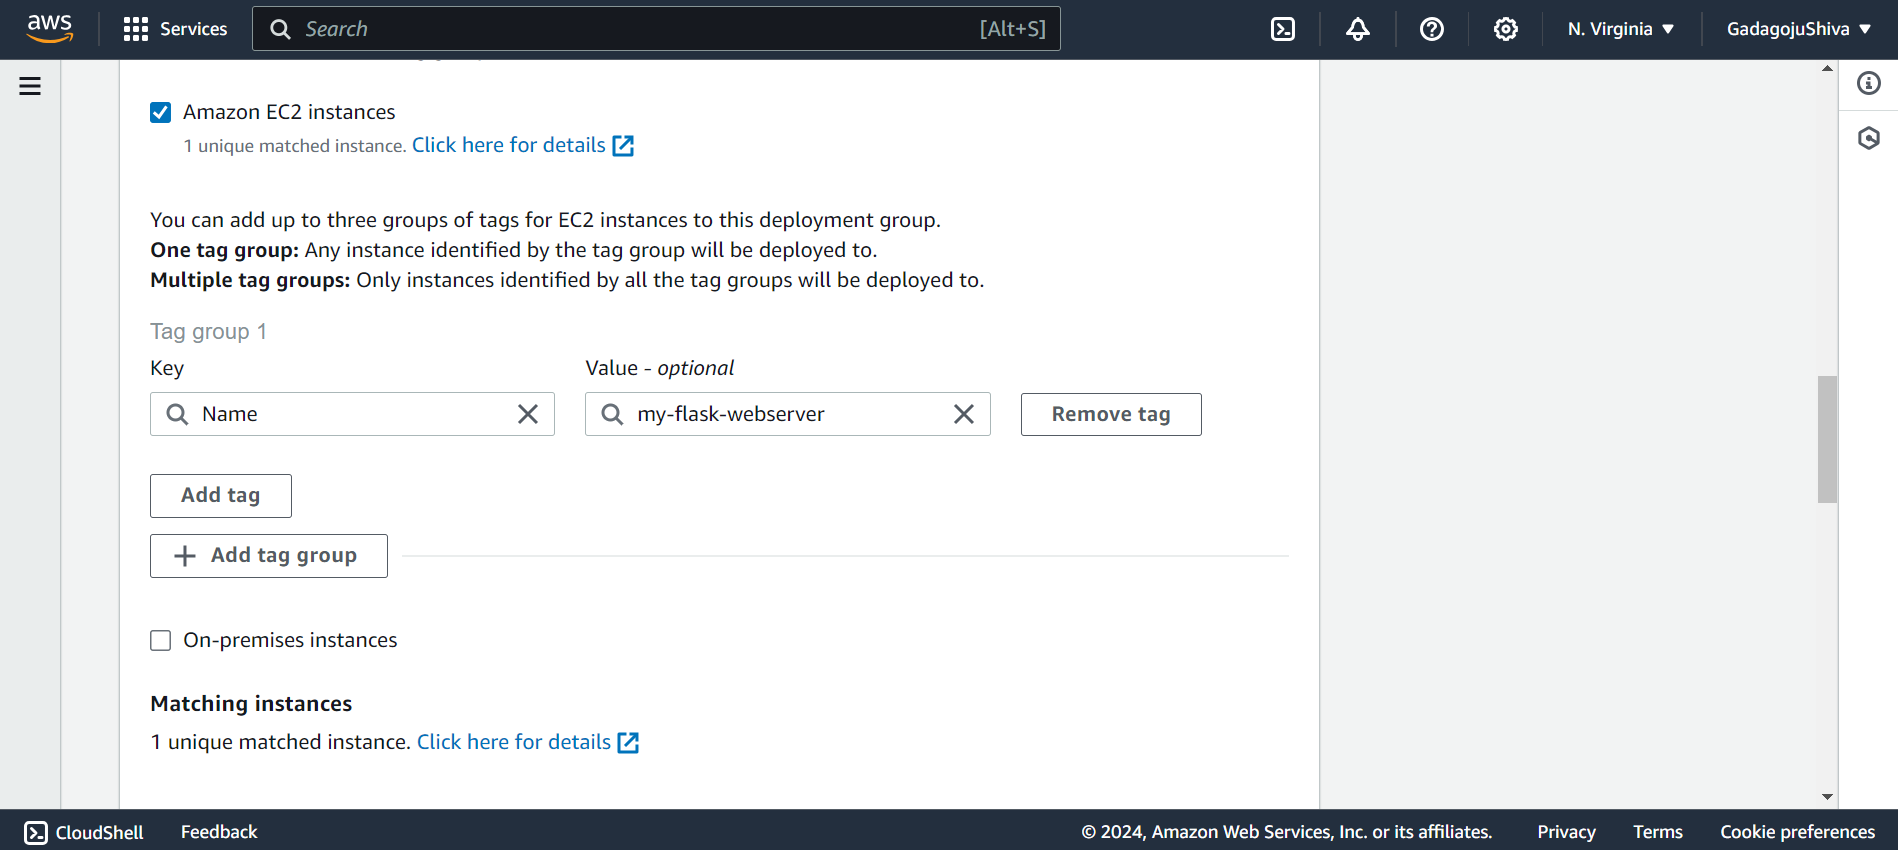 aws
Services
Search
[Alt+S]
N. Virginia
GadagojuShiva
Amazon EC2 instances
1 unique matched instance. Click here for details
You can add up to three groups of tags for EC2 instances to this deployment group.
One tag group: Any instance identified by the tag group will be deployed to.
Multiple tag groups: Only instances identified by all the tag groups will be deployed to.
Tag group 1
Key
Value - optional
Name
my-flask-webserver
Remove tag
Add tag
Add tag group
On-premises instances
Matching instances
1 unique matched instance. Click here for details
CloudShell
Feedback
© 2024, Amazon Web Services, Inc. or its affiliates.
Privacy
Terms
Cookie preferences